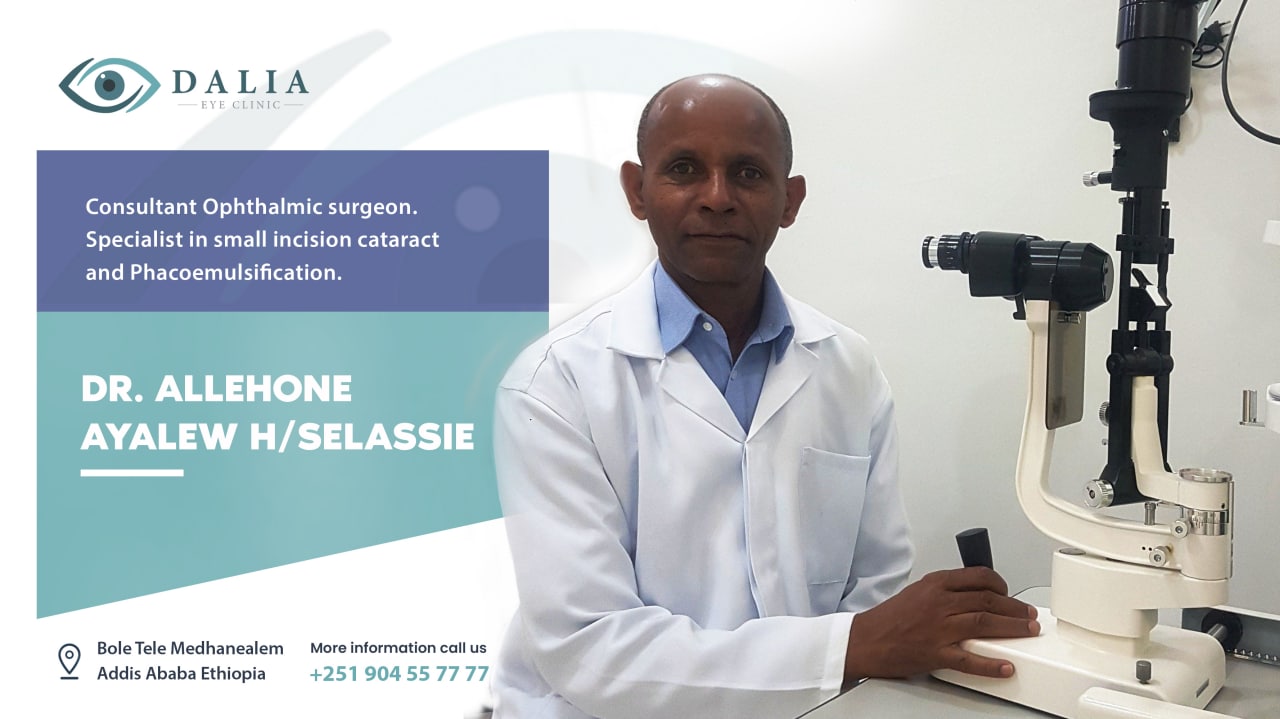 DALIA
EYE CLINIC
Consultant Ophthalmic surgeon.
Specialist in small incision cataract
and Phacoemulsification.
DR. ALLEHONE
AYALEW H/SELASSIE
Bole Tele Medhanealem
Addis Ababa Ethiopia
More information call us
+251 904 55 77 77